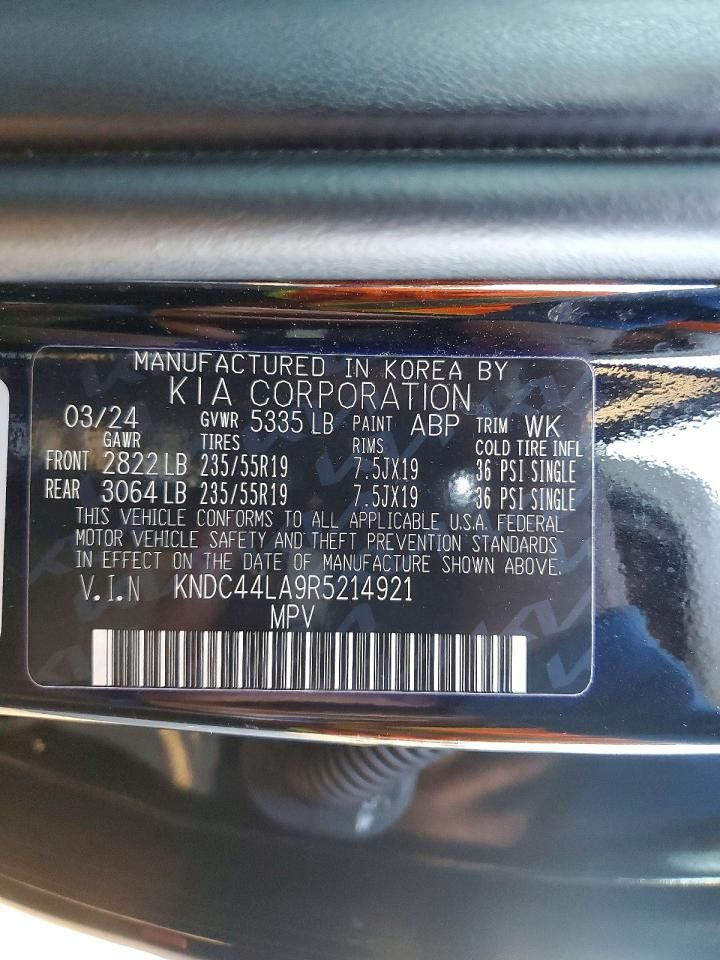 MANUFACTURED IN KOREA BY
KIA CORPORATION
03/24 GVWR 5335 LB PAINT ABP TRIM WK
GAWR TIRES RIMS COLD TIRE INFL
FRONT 2822 LB 235/55R19 7.5JX19 36 PSI SINGLE
REAR 3064 LB 235/55R19 7.5JX19 36 PSI SINGLE
THIS VEHICLE CONFORMS TO ALL APPLICABLE U.S.A. FEDERAL
MOTOR VEHICLE SAFETY AND THEFT PREVENTION STANDARDS
IN EFFECT ON THE DATE OF MANUFACTURE SHOWN ABOVE.
V.I.N KNDC44LA9R5214921
MPV